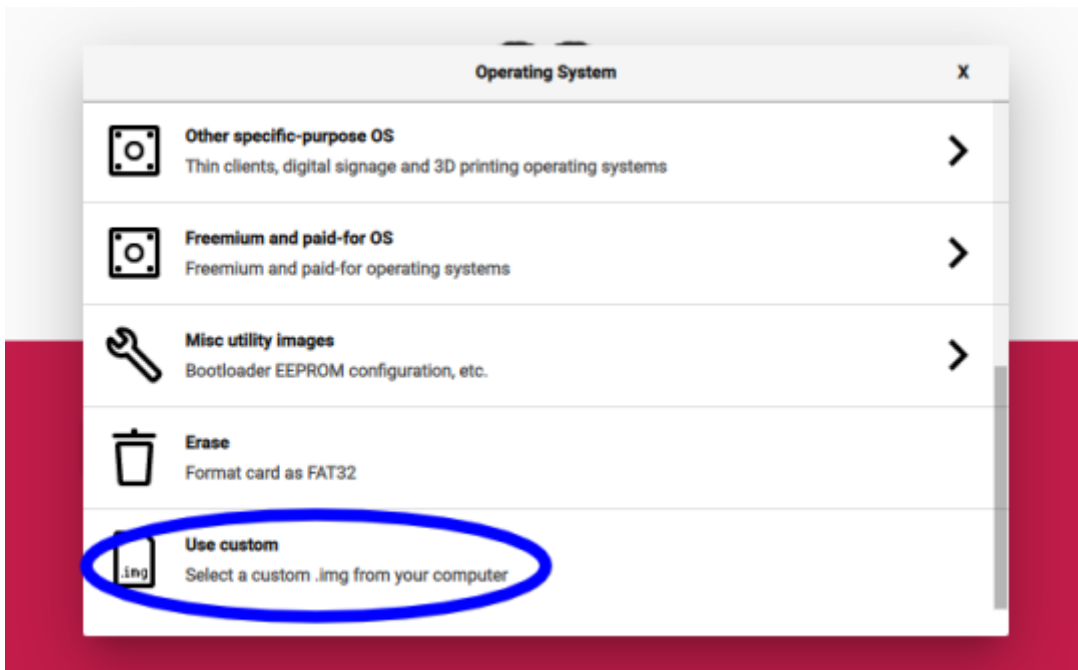 Operating System X
Other specific-purpose OS
Thin clients, digital signage and 3D printing operating systems
Freemium and paid-for OS
Freemium and paid-for operating systems
Misc utility images
Bootloader EEPROM configuration, etc.
Erase
Format card as FAT32
Use custom
.img
Select a custom .img from your computer